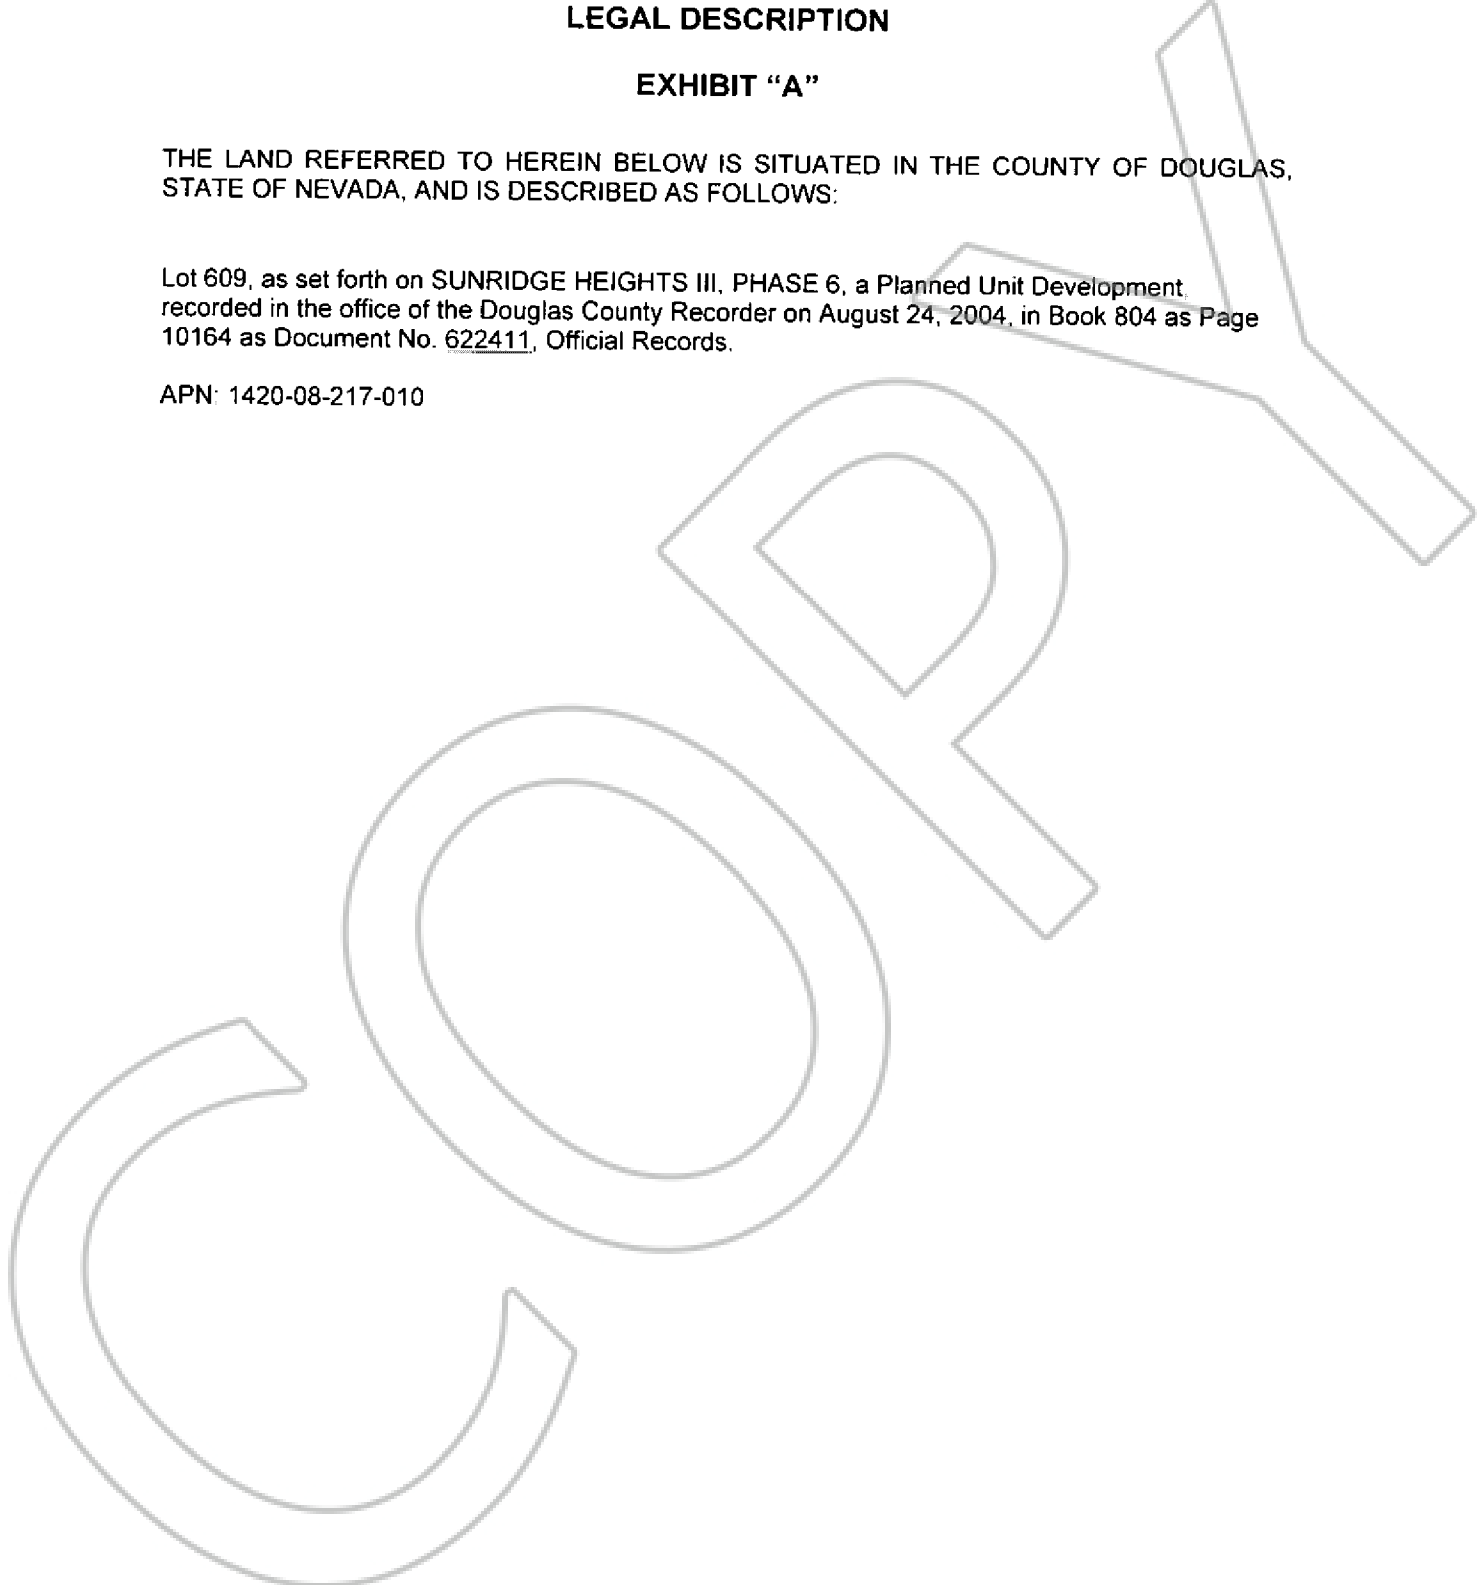 LEGAL DESCRIPTION
EXHIBIT “A”
THE LAND REFERRED TO HEREIN BELOW IS SITUATED IN THE COUNTY OF DOUGLAS,
STATE OF NEVADA, AND IS DESCRIBED AS FOLLOWS:
Lot 609, as set forth on SUNRIDGE HEIGHTS III, PHASE 6, a Planned Unit Development,
recorded in the office of the Douglas County Recorder on August 24, 2004, in Book 804 as Page
10164 as Document No. 622411, Official Records.
APN: 1420-08-217-010
COPY